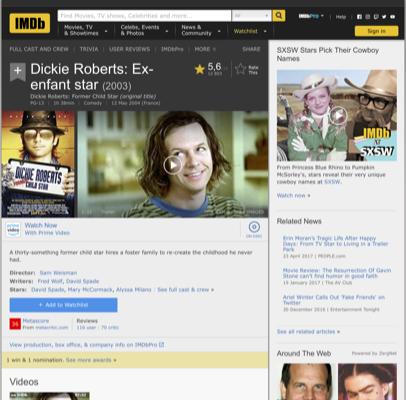 IMDb
Find Movies, TV shows, Celebrities and more...
All
IMDbPro
Help
Movies, TV
& Showtimes
Celebs, Events
& Photos
News &
Community
Watchlist
Sign in
FULL CAST AND CREW | TRIVIA | USER REVIEWS | IMDbPro | MORE
SHARE
Dickie Roberts: Ex-
enfant star (2003)
Dickie Roberts: Former Child Star (original title)
PG-13 | 1h 38min | Comedy | 12 May 2004 (France)
5,6
Rate
This
DICKIE ROBERTS
FORMER CHILD STAR
Watch Now
With Prime Video
ON DISC
A thirty-something former child star hires a foster family to re-create the childhood he never
had.
Director: Sam Weisman
Writers: Fred Wolf, David Spade
Stars: David Spade, Mary McCormack, Alyssa Milano | See full cast & crew »
+ Add to Watchlist
36
Metascore
From metacritic.com
Reviews
116 user | 79 critic
View production, box office, & company info on IMDbPro
1 win & 1 nomination. See more awards »
Videos
SXSW Stars Pick Their Cowboy
Names
IMDb
AT
SXSW
From Princess Blue Rhino to Pumpkin
McSorley, stars reveal their very unique
cowboy names at SXSW.
Watch now »
Related News
Erin Moran's Tragic Life After Happy
Days: From TV Star to Living in a Trailer
Park
23 April 2017 | PEOPLE.com
Movie Review: The Resurrection Of Gavin
Stone can't find humor in good faith
19 January 2017 | The AV Club
Ariel Winter Calls Out 'Fake Friends' on
Twitter
30 December 2016 | Entertainment Tonight
See all related articles »
Around The Web
Powered by ZergNet